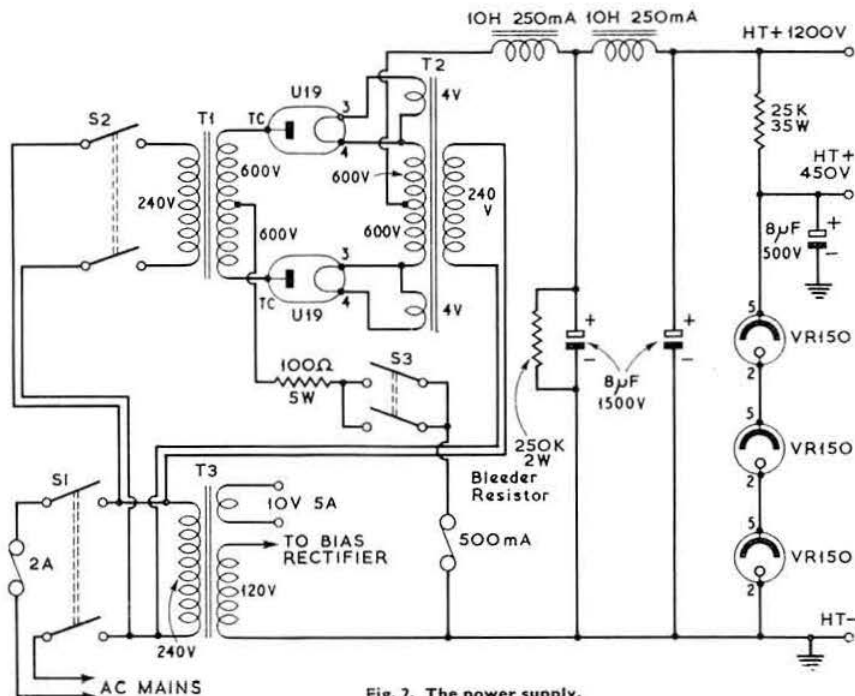 10H 250mA 10H 250mA
HT+1200V
T2
U19
3
4V
TC
4
S2
T1
600V
25K
35W
HT+
450V
240V
600V
240
V
600V
600V
8µF
500V
+
-
3
TC
4
U19
4V
5
VR150
2
100Ω
5W
S3
+
-
8µF
1500V
+
-
250K
2W
Bleeder
Resistor
5
VR150
2
S1
T3
10V 5A
TO BIAS
RECTIFIER
500mA
5
VR150
2
2A
120V
240V
HT-
AC MAINS
Fig. 2. The power supply.